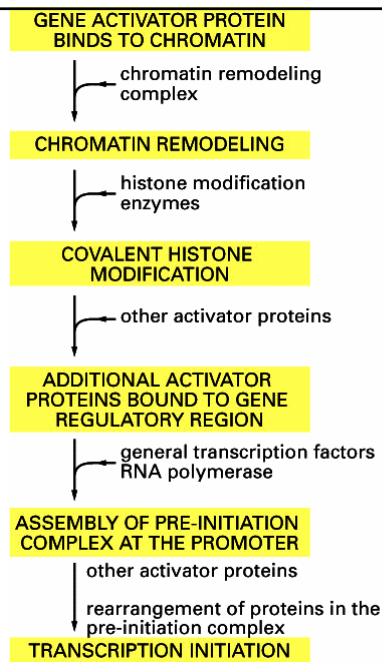 GENE ACTIVATOR PROTEIN
BINDS TO CHROMATIN
chromatin remodeling
complex
CHROMATIN REMODELING
histone modification
enzymes
COVALENT HISTONE
MODIFICATION
other activator proteins
ADDITIONAL ACTIVATOR
PROTEINS BOUND TO GENE
REGULATORY REGION
general transcription factors
RNA polymerase
ASSEMBLY OF PRE-INITIATION
COMPLEX AT THE PROMOTER
other activator proteins
rearrangement of proteins in the
pre-initiation complex
TRANSCRIPTION INITIATION